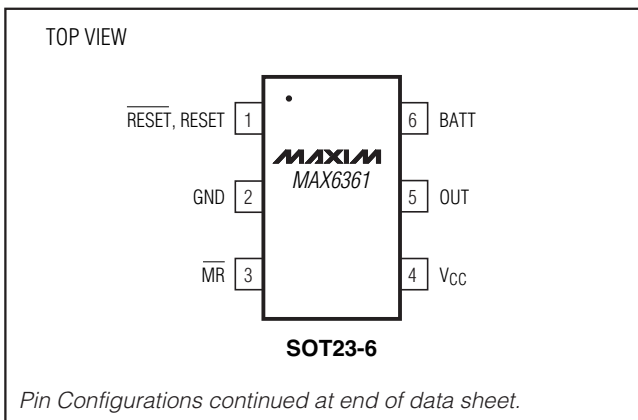 TOP VIEW
RESET, RESET 1
6 BATT
MAXIM
MAX6361
GND 2
5 OUT
MR 3
4 VCC
SOT23-6
Pin Configurations continued at end of data sheet.